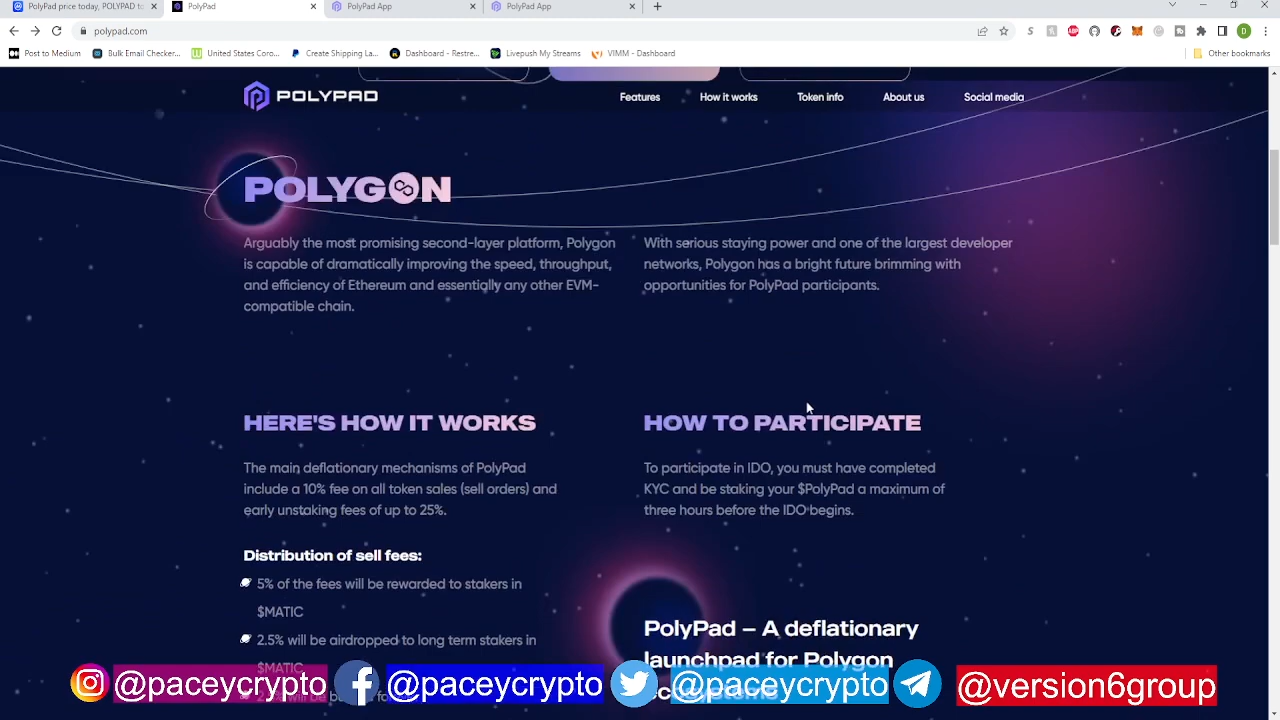 PolyPad price today, POLYPAD to
PolyPad
PolyPad App
PolyPad App
polypad.com
Post to Medium
Bulk Email Checker...
United States Coro...
Create Shipping La...
Dashboard - Restre...
Livepush My Streams
VIMM - Dashboard
Other bookmarks
POLYPAD
Features
How it works
Token info
About us
Social media
POLYGON
Arguably the most promising second-layer platform, Polygon
is capable of dramatically improving the speed, throughput,
and efficiency of Ethereum and essentially any other EVM-
compatible chain.
With serious staying power and one of the largest developer
networks, Polygon has a bright future brimming with
opportunities for PolyPad participants.
HERE'S HOW IT WORKS
The main deflationary mechanisms of PolyPad
include a 10% fee on all token sales (sell orders) and
early unstaking fees of up to 25%.
Distribution of sell fees:
5% of the fees will be rewarded to stakers in
$MATIC
2.5% will be airdropped to long term stakers in
$MATIC
HOW TO PARTICIPATE
To participate in IDO, you must have completed
KYC and be staking your $PolyPad a maximum of
three hours before the IDO begins.
PolyPad – A deflationary
launchpad for Polygon
@paceycrypto
@paceycrypto
@paceycrypto
@version6group